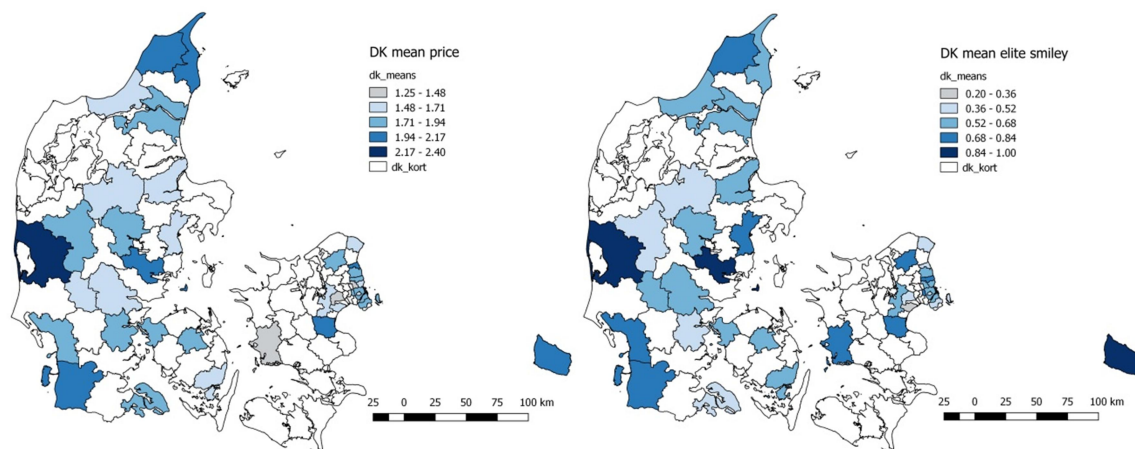 DK mean price
dk_means
1.25 - 1.48
1.48 - 1.71
1.71 - 1.94
1.94 - 2.17
2.17 - 2.40
dk_kort
25 0 25 50 75 100 km
DK mean elite smiley
dk_means
0.20 - 0.36
0.36 - 0.52
0.52 - 0.68
0.68 - 0.84
0.84 - 1.00
dk_kort
25 0 25 50 75 100 km